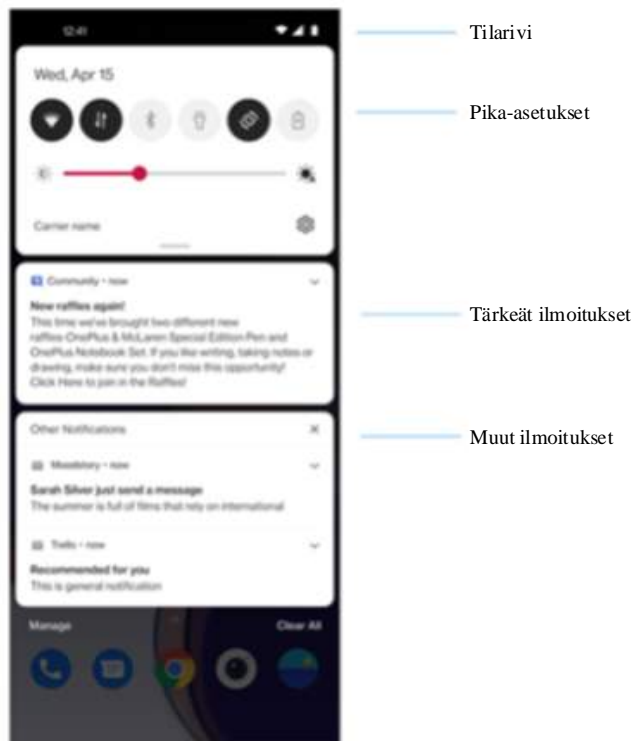 12:41
Tilarivi
Wed, Apr 15
Pika-asetukset
Carrier name
Community • now
New raffles again!
This time we've brought two different new
raffles OnePlus & McLaren Special Edition Pen and
OnePlus Notebook Set. If you like writing, taking notes or
drawing, make sure you don't miss this opportunity!
Click Here to join in the Raffles!
Tärkeät ilmoitukset
Other Notifications
Muut ilmoitukset
• now
Sarah Silver just send a message
The summer is full of films that rely on international
Trello • now
Recommended for you
This is general notification
Manage
Clear All